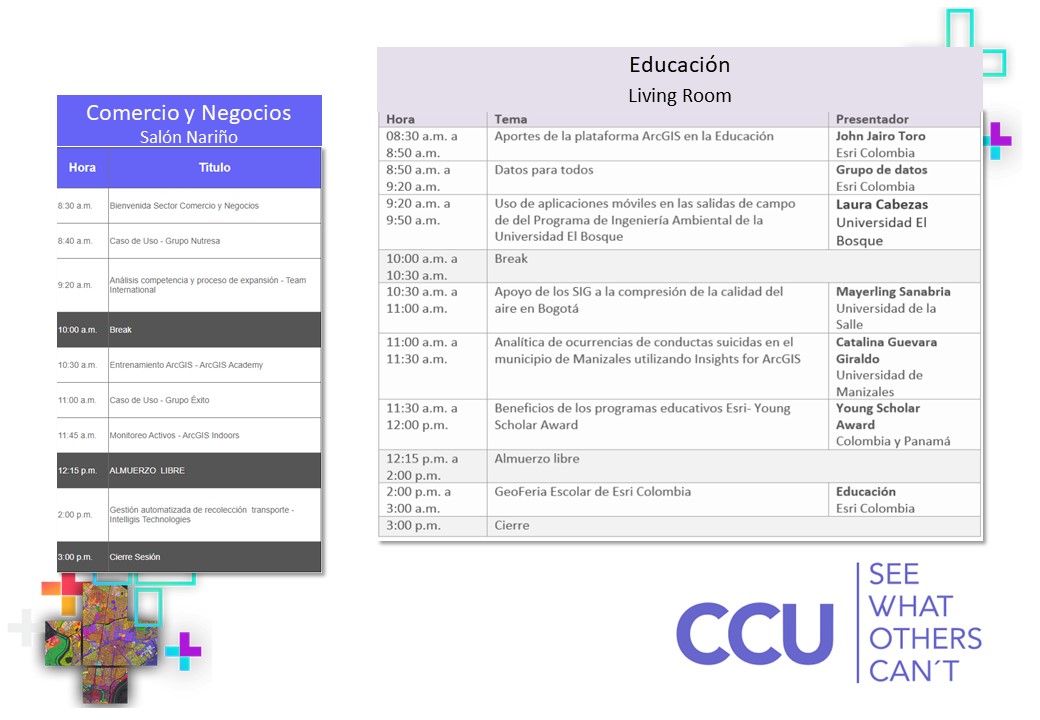 Comercio y Negocios
Salón Nariño
Hora Titulo
8:30 a.m. Bienvenida Sector Comercio y Negocios
8:40 a.m. Caso de Uso - Grupo Nutresa
9:20 a.m. Análisis competencia y proceso de expansión - Team
International
10:00 a.m. Break
10:30 a.m. Entrenamiento ArcGIS - ArcGIS Academy
11:00 a.m. Caso de Uso - Grupo Éxito
11:45 a.m. Monitoreo Activos - ArcGIS Indoors
12:15 p.m. ALMUERZO LIBRE
2:00 p.m. Gestión automatizada de recolección transporte -
Intelligis Technologies
3:00 p.m. Cierre Sesión
Educación
Living Room
Hora Tema Presentador
08:30 a.m. a Aportes de la plataforma ArcGIS en la Educación John Jairo Toro
8:50 a.m. Esri Colombia
8:50 a.m. a Datos para todos Grupo de datos
9:20 a.m. Esri Colombia
9:20 a.m. a Uso de aplicaciones móviles en las salidas de campo Laura Cabezas
9:50 a.m. de del Programa de Ingeniería Ambiental de la Universidad El
Universidad El Bosque Bosque
10:00 a.m. a Break
10:30 a.m.
10:30 a.m. a Apoyo de los SIG a la compresión de la calidad del Mayerling Sanabria
11:00 a.m. aire en Bogotá Universidad de la
Salle
11:00 a.m. a Analítica de ocurrencias de conductas suicidas en el Catalina Guevara
11:30 a.m. municipio de Manizales utilizando Insights for ArcGIS Giraldo
Universidad de
Manizales
11:30 a.m. a Beneficios de los programas educativos Esri- Young Young Scholar
12:00 p.m. Scholar Award Award
Colombia y Panamá
12:15 p.m. a Almuerzo libre
2:00 p.m.
2:00 p.m. a GeoFeria Escolar de Esri Colombia Educación
3:00 a.m. Esri Colombia
3:00 p.m. Cierre
CCU
SEE
WHAT
OTHERS
CAN´T